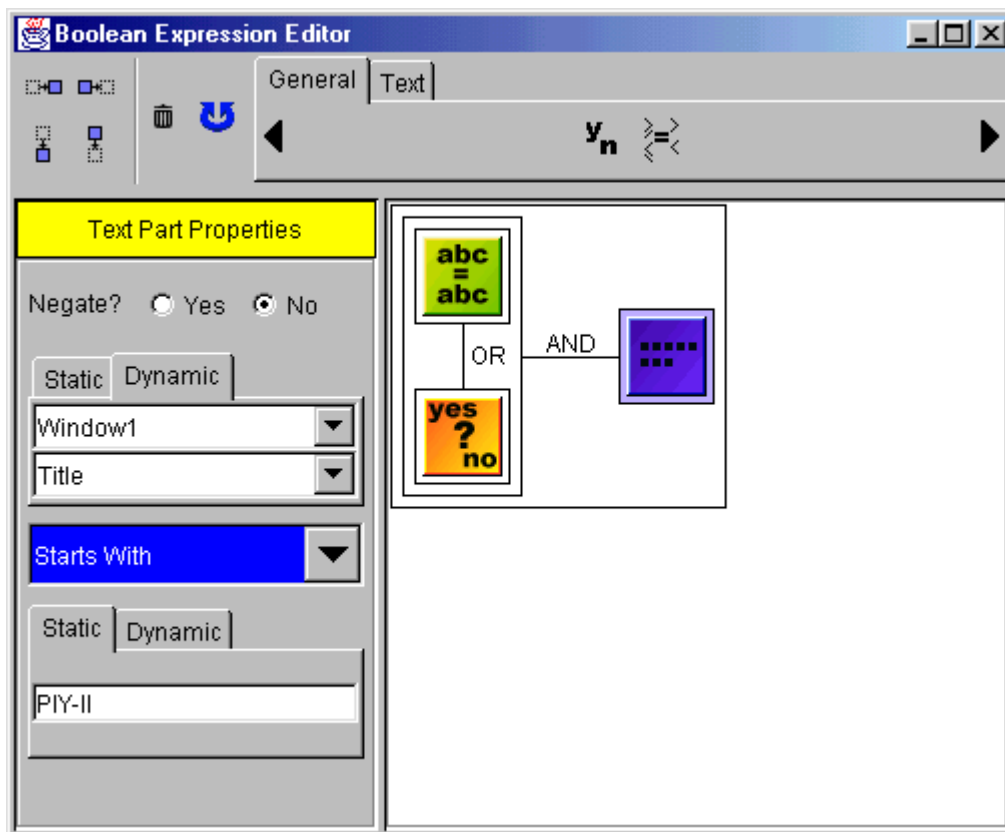 Boolean Expression Editor
General Text
y n >=< 
Text Part Properties
Negate? Yes No
Static Dynamic
Window1
Title
Starts With
Static Dynamic
PIY-II
abc
=
abc
OR AND
yes
?
no